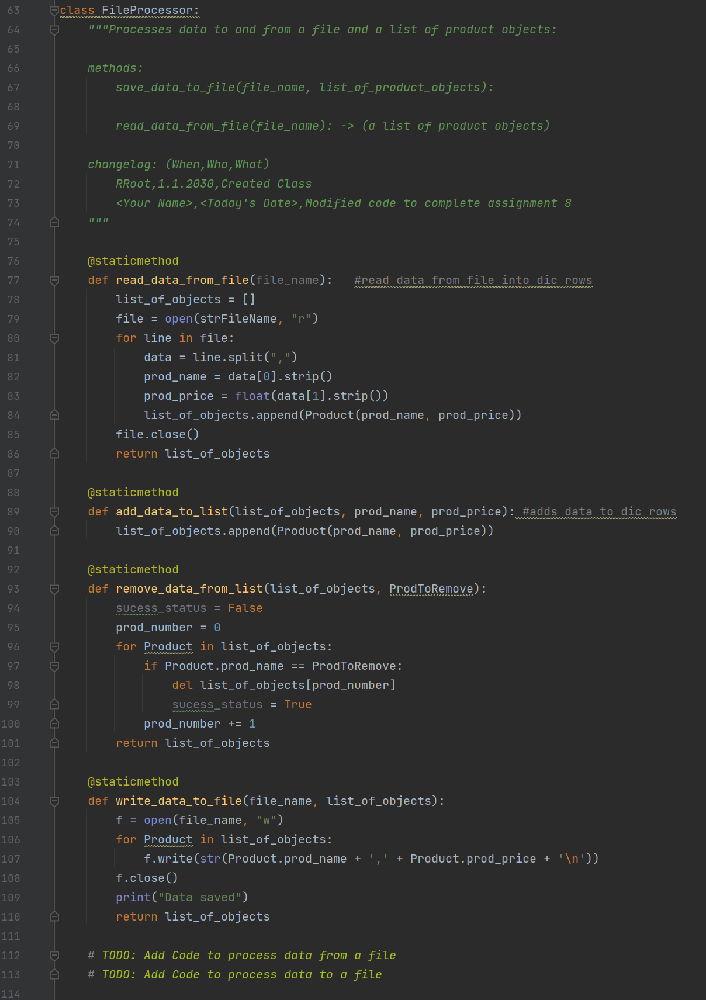 63 class FileProcessor:
64 """Processes data to and from a file and a list of product objects:
65
66 methods:
67 save_data_to_file(file_name, list_of_product_objects):
68
69 read_data_from_file(file_name): -> (a list of product objects)
70
71 changelog: (When,Who,What)
72 RRoot,1.1.2030,Created Class
73 <Your Name>,<Today's Date>,Modified code to complete assignment 8
74 """
75
76 @staticmethod
77 def read_data_from_file(file_name):   #read data from file into dic rows
78 list_of_objects = []
79 file = open(strFileName, "r")
80 for line in file:
81 data = line.split(",")
82 prod_name = data[0].strip()
83 prod_price = float(data[1].strip())
84 list_of_objects.append(Product(prod_name, prod_price))
85 file.close()
86 return list_of_objects
87
88 @staticmethod
89 def add_data_to_list(list_of_objects, prod_name, prod_price): #adds data to dic rows
90 list_of_objects.append(Product(prod_name, prod_price))
91
92 @staticmethod
93 def remove_data_from_list(list_of_objects, ProdToRemove):
94 sucess_status = False
95 prod_number = 0
96 for Product in list_of_objects:
97 if Product.prod_name == ProdToRemove:
98 del list_of_objects[prod_number]
99 sucess_status = True
100 prod_number += 1
101 return list_of_objects
102
103 @staticmethod
104 def write_data_to_file(file_name, list_of_objects):
105 f = open(file_name, "w")
106 for Product in list_of_objects:
107 f.write(str(Product.prod_name + ',' + Product.prod_price + '\n'))
108 f.close()
109 print("Data saved")
110 return list_of_objects
111
112 # TODO: Add Code to process data from a file
113 # TODO: Add Code to process data to a file
114